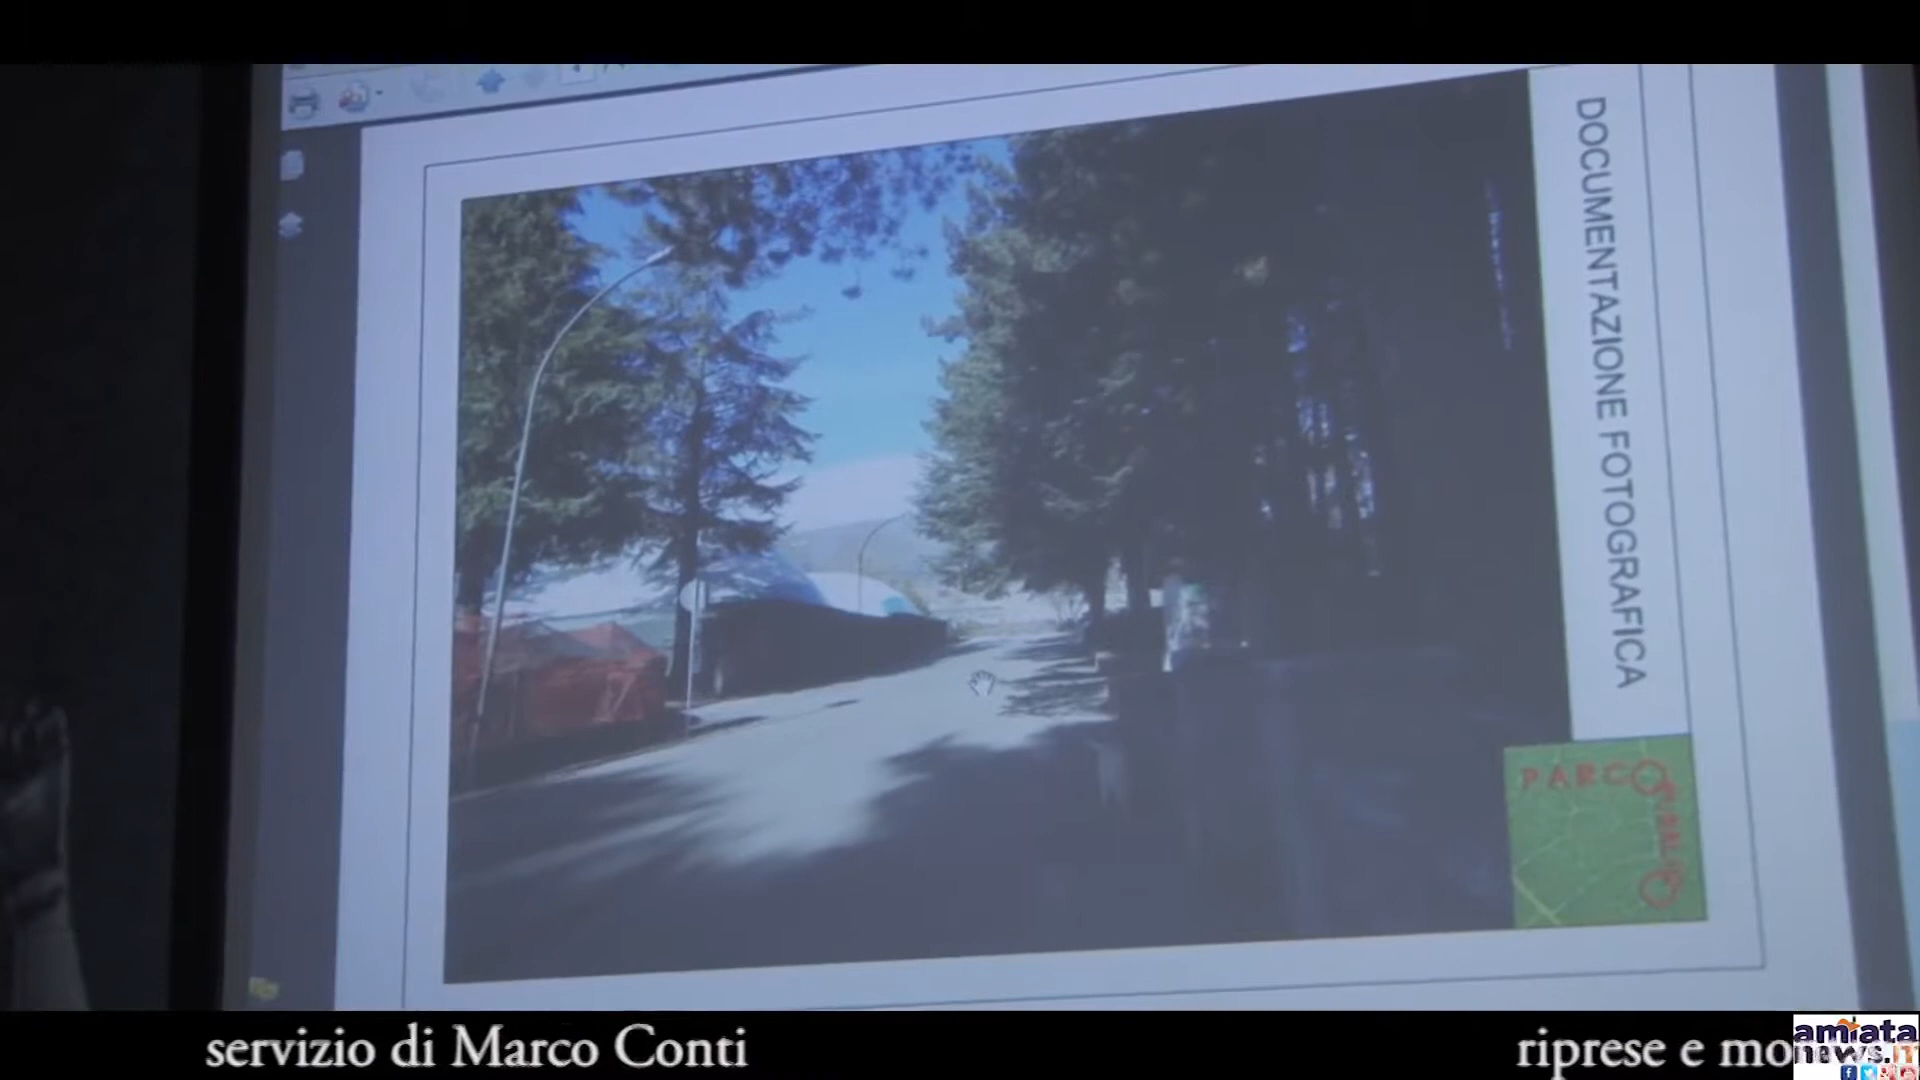 DOCUMENTAZIONE FOTOGRAFICA
PARCO
servizio di Marco Conti
riprese e mo
amiata
news.it